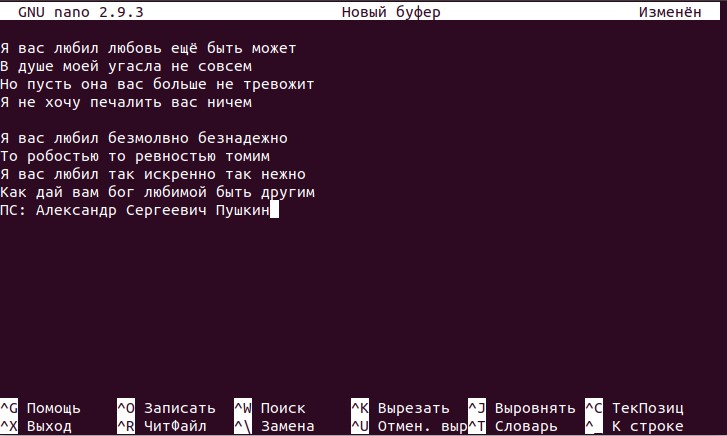 GNU nano 2.9.3 Новый буфер Изменён
Я вас любил любовь ещё быть может
В душе моей угасла не совсем
Но пусть она вас больше не тревожит
Я не хочу печалить вас ничем
Я вас любил безмолвно безнадежно
То робостью то ревностью томим
Я вас любил так искренно так нежно
Как дай вам бог любимой быть другим
ПС: Александр Сергеевич Пушкин
^G Помощь ^O Записать ^W Поиск ^K Вырезать ^J Выровнять ^C ТекПозиц
^X Выход ^R ЧитФайл ^\ Замена ^U Отмен. выр ^T Словарь ^_ К строке